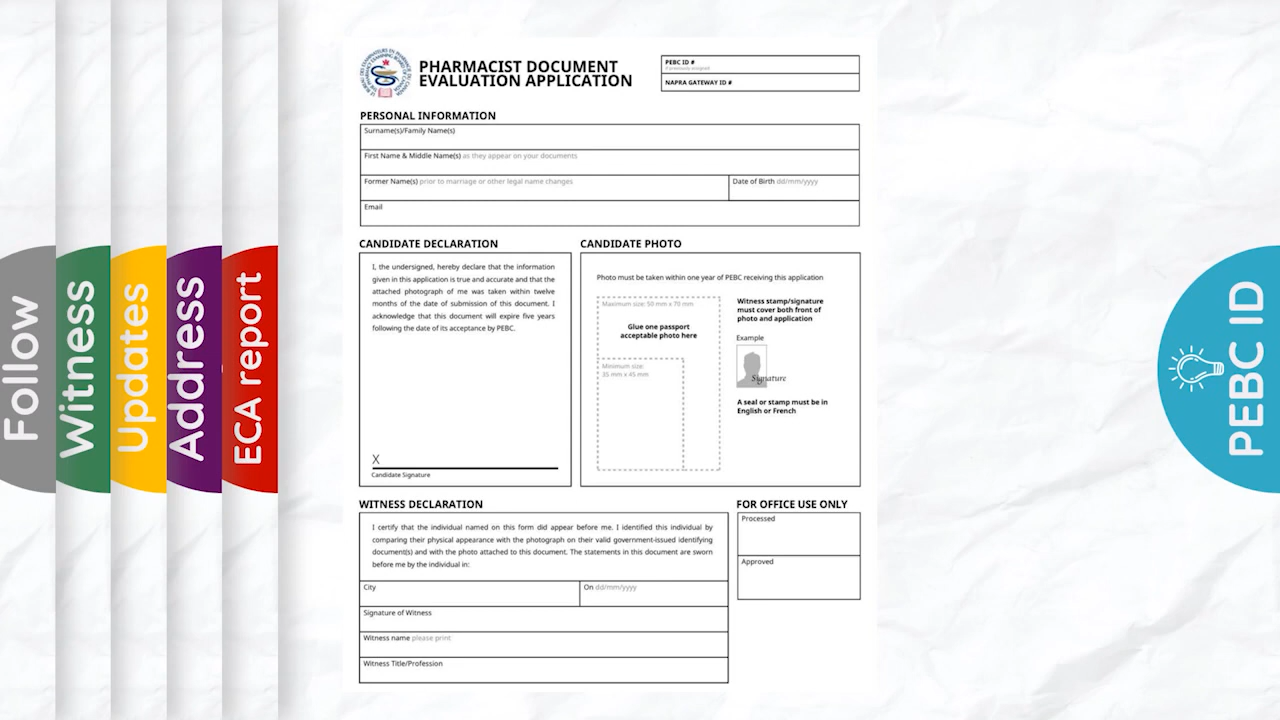 Follow
Witness
Updates
Address
ECA report
PHARMACIST DOCUMENT
EVALUATION APPLICATION
PEBC ID #
if previously assigned
NAPRA GATEWAY ID #
PERSONAL INFORMATION
Surname(s)/Family Name(s)
First Name & Middle Name(s) as they appear on your documents
Former Name(s) prior to marriage or other legal name changes
Date of Birth dd/mm/yyyy
Email
CANDIDATE DECLARATION
I, the undersigned, hereby declare that the information
given in this application is true and accurate and that the
attached photograph of me was taken within twelve
months of the date of submission of this document. I
acknowledge that this document will expire five years
following the date of its acceptance by PEBC.
X
Candidate Signature
CANDIDATE PHOTO
Photo must be taken within one year of PEBC receiving this application
Maximum size: 50 mm x 70 mm
Glue one passport
acceptable photo here
Minimum size:
35 mm x 45 mm
Witness stamp/signature
must cover both front of
photo and application
Example
Signature
A seal or stamp must be in
English or French
WITNESS DECLARATION
I certify that the individual named on this form did appear before me. I identified this individual by
comparing their physical appearance with the photograph on their valid government-issued identifying
document(s) and with the photo attached to this document. The statements in this document are sworn
before me by the individual in:
City
On dd/mm/yyyy
Signature of Witness
Witness name please print
Witness Title/Profession
FOR OFFICE USE ONLY
Processed
Approved
PEBC ID